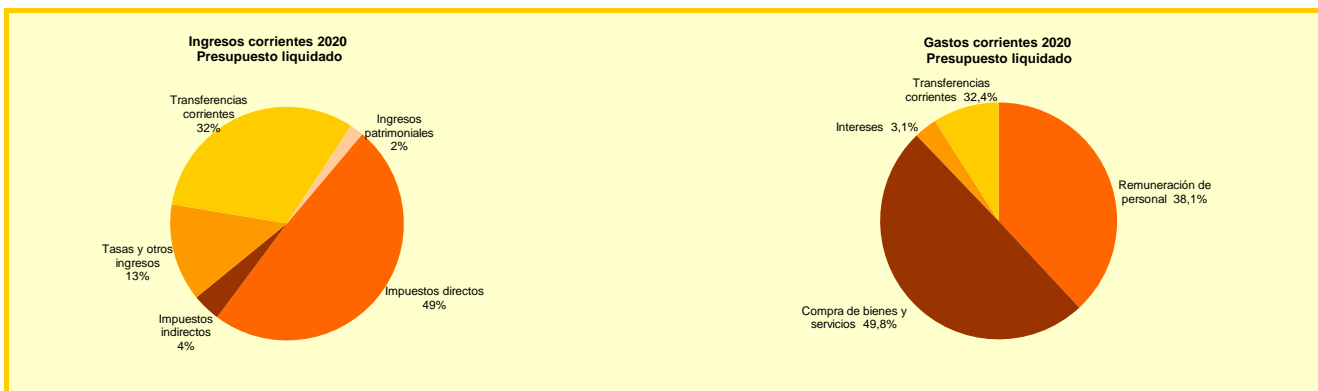 Ingresos corrientes 2020
Presupuesto liquidado
Transferencias
corrientes
32%
Ingresos
patrimoniales
2%
Tasas y otros
ingresos
13%
Impuestos directos
49%
Impuestos
indirectos
4%
Gastos corrientes 2020
Presupuesto liquidado
Transferencias
corrientes 32,4%
Intereses 3,1%
Remuneración de
personal 38,1%
Compra de bienes y
servicios 49,8%